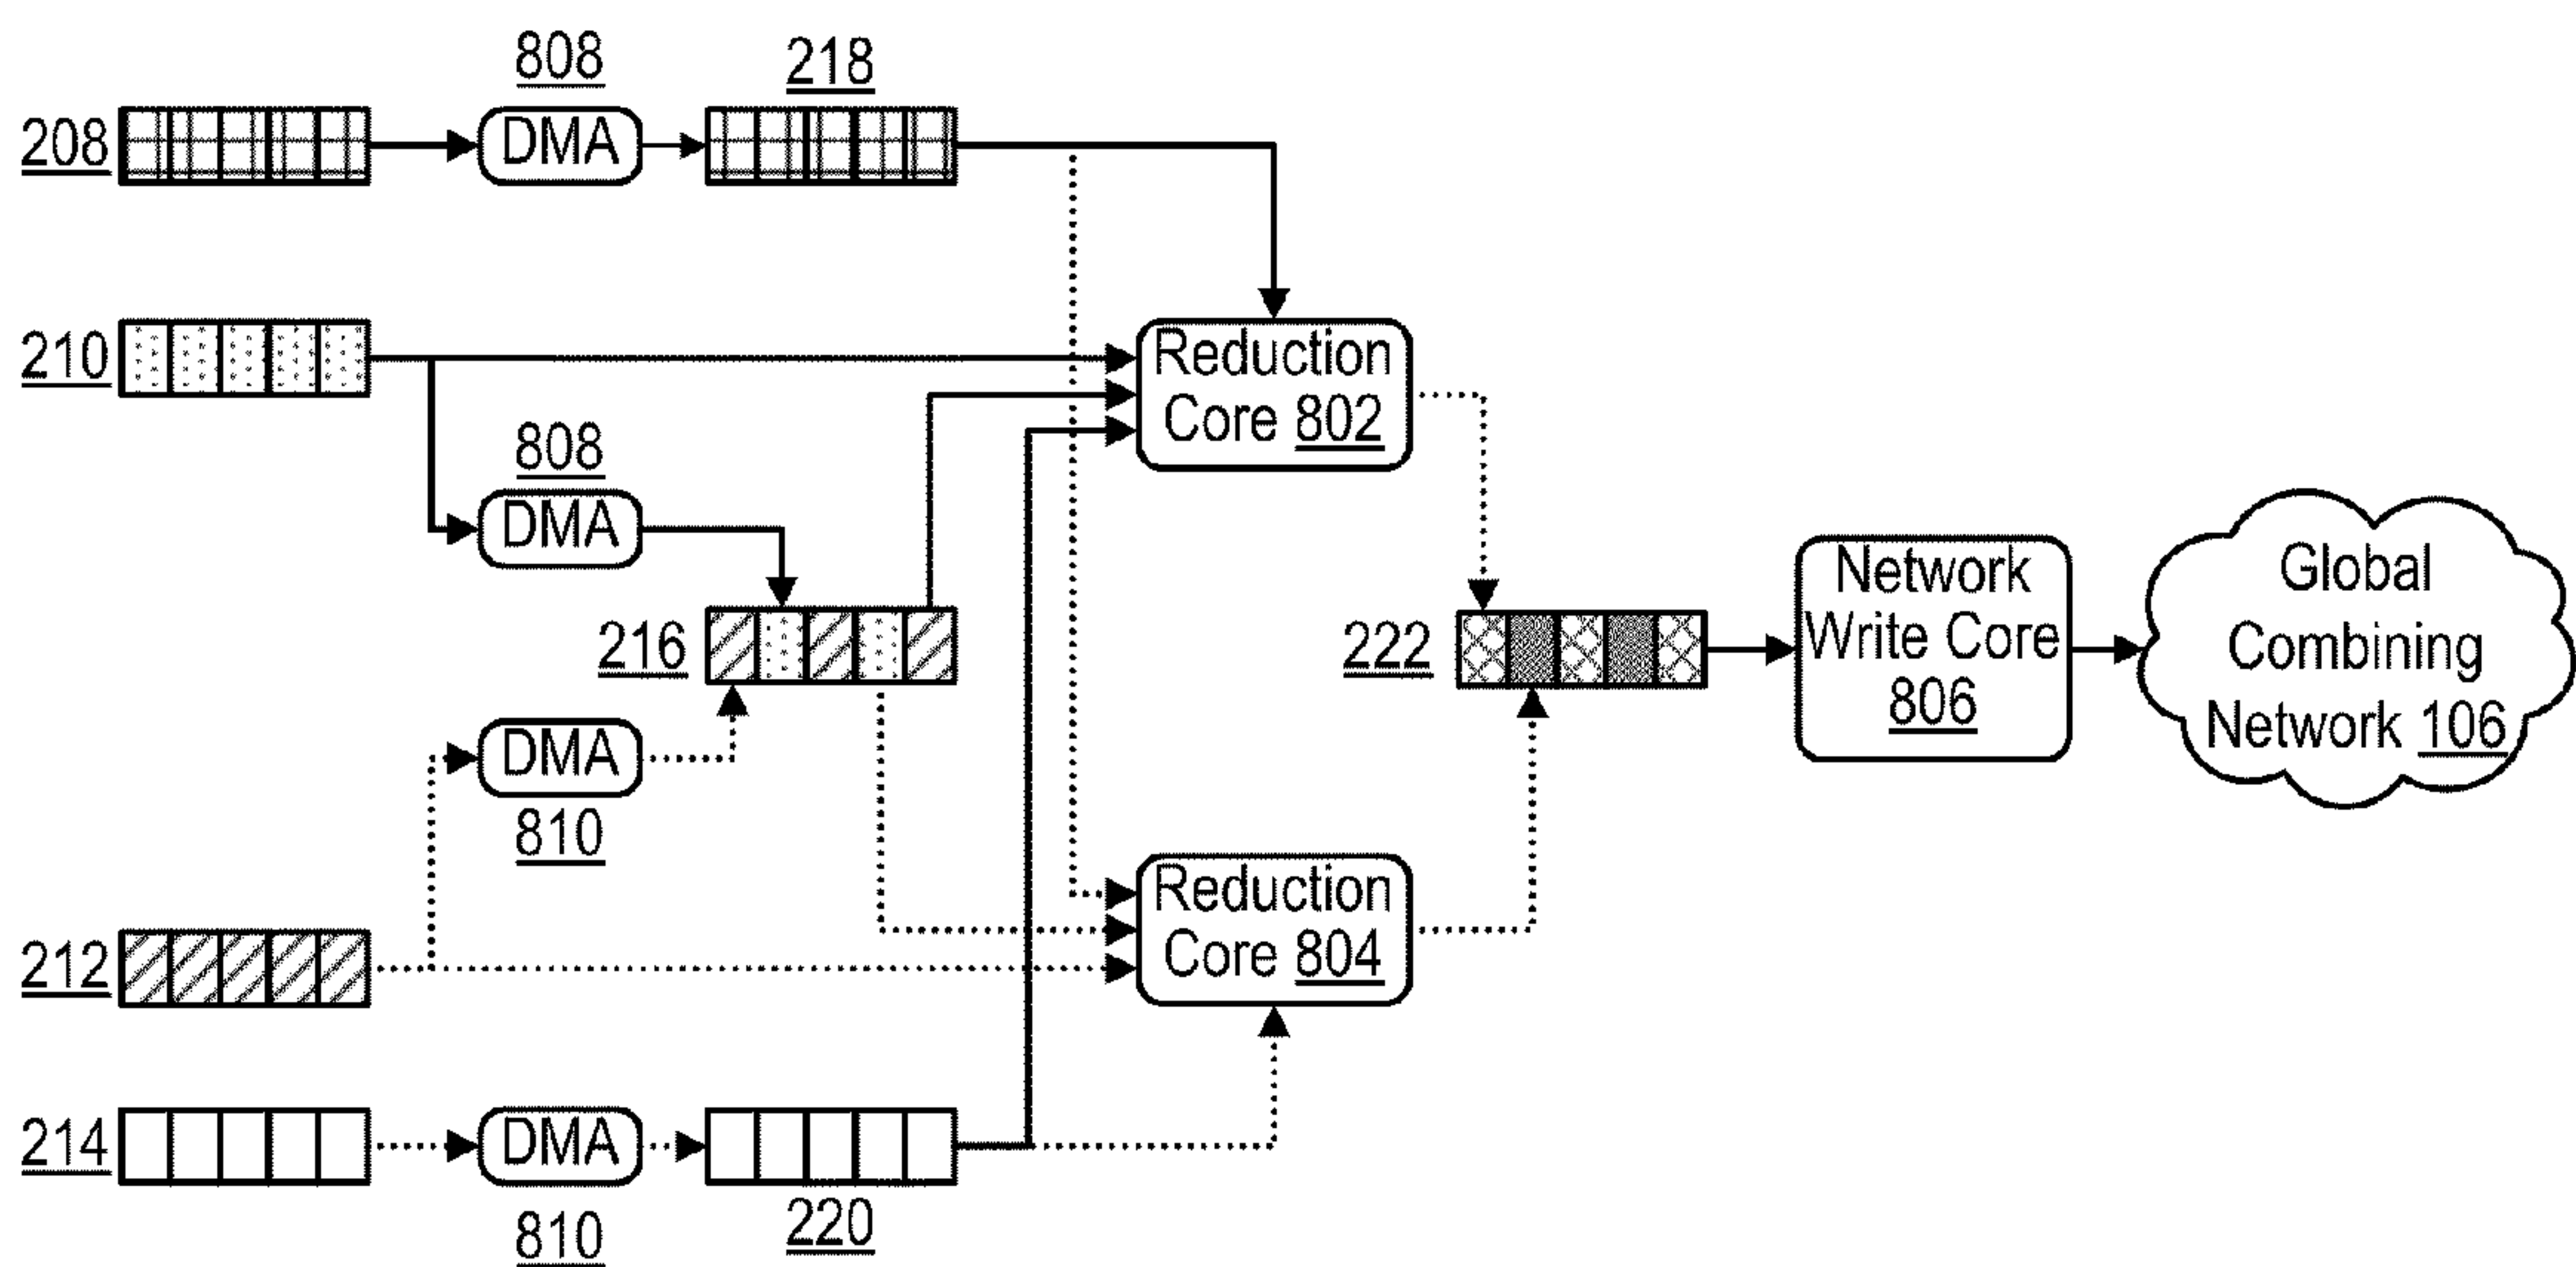 808
218
208
DMA
210
Reduction
Core 802
808
DMA
216
222
Network
Write Core
806
Global
Combining
Network 106
DMA
810
Reduction
Core 804
212
214
DMA
220
810